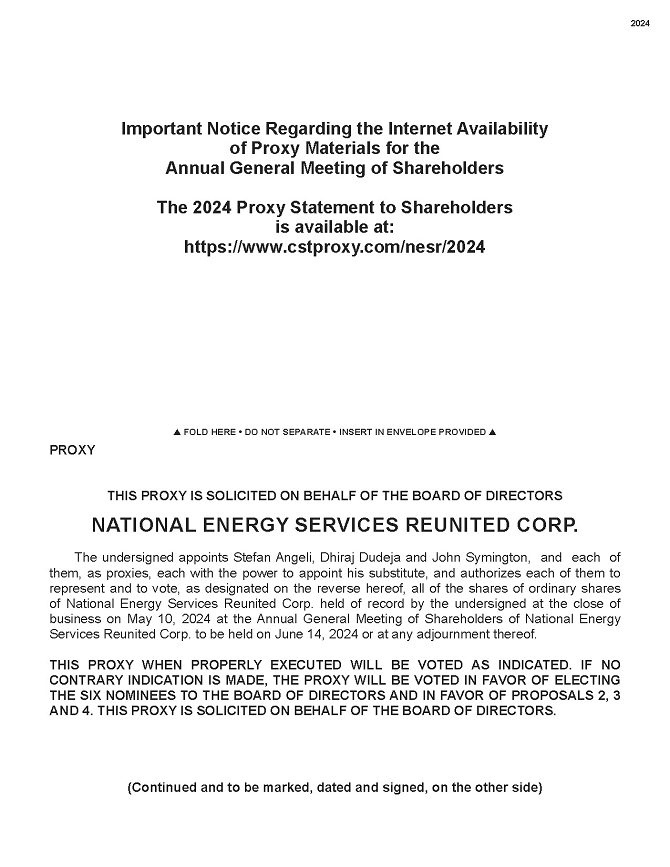 2024
Important Notice Regarding the Internet Availability
of Proxy Materials for the
Annual General Meeting of Shareholders
The 2024 Proxy Statement to Shareholders
is available at:
https://www.cstproxy.com/nesr/2024
▲ FOLD HERE • DO NOT SEPARATE • INSERT IN ENVELOPE PROVIDED ▲
PROXY
THIS PROXY IS SOLICITED ON BEHALF OF THE BOARD OF DIRECTORS
NATIONAL ENERGY SERVICES REUNITED CORP.
The undersigned appoints Stefan Angeli, Dhiraj Dudeja and John Symington, and each of
them, as proxies, each with the power to appoint his substitute, and authorizes each of them to
represent and to vote, as designated on the reverse hereof, all of the shares of ordinary shares
of National Energy Services Reunited Corp. held of record by the undersigned at the close of
business on May 10, 2024 at the Annual General Meeting of Shareholders of National Energy
Services Reunited Corp. to be held on June 14, 2024 or at any adjournment thereof.
THIS PROXY WHEN PROPERLY EXECUTED WILL BE VOTED AS INDICATED. IF NO
CONTRARY INDICATION IS MADE, THE PROXY WILL BE VOTED IN FAVOR OF ELECTING
THE SIX NOMINEES TO THE BOARD OF DIRECTORS AND IN FAVOR OF PROPOSALS 2, 3
AND 4. THIS PROXY IS SOLICITED ON BEHALF OF THE BOARD OF DIRECTORS.
(Continued and to be marked, dated and signed, on the other side)